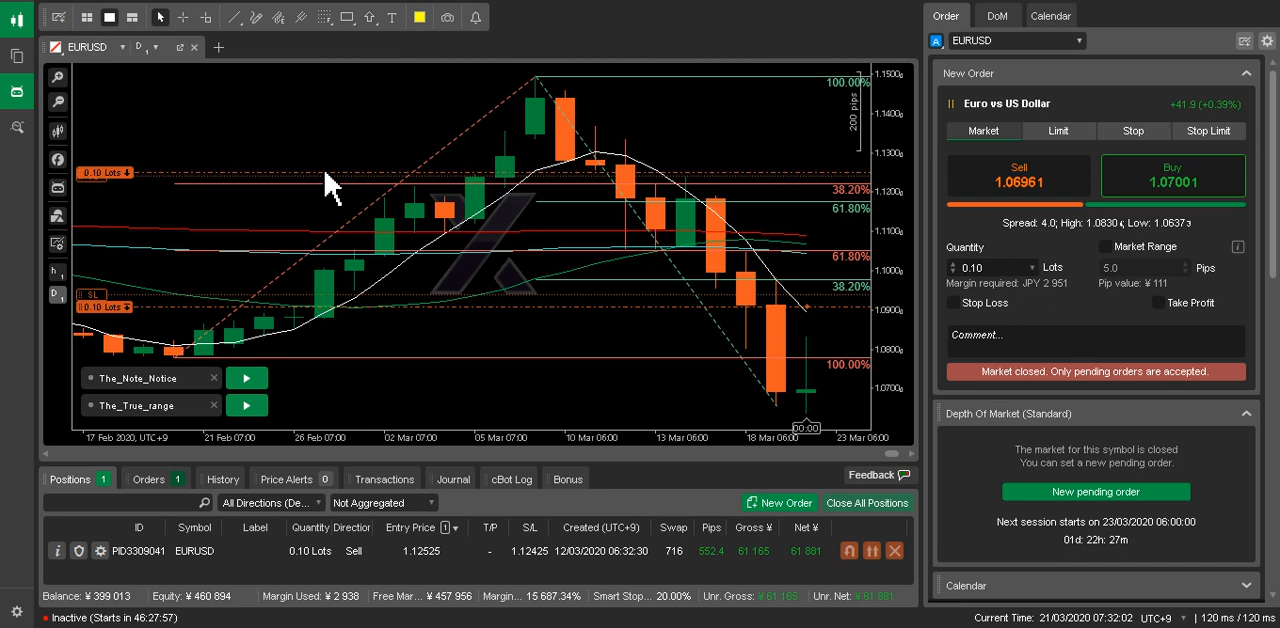 T
Order
DoM
Calendar
EURUSD
D 1
A EURUSD
New Order
Euro vs US Dollar
+41.9 (+0.39%)
Market
Limit
Stop
Stop Limit
Sell
1.06961
Buy
1.07001
Spread: 4.0; High: 1.08304; Low: 1.06373
Quantity
Market Range
0.10
Lots
5.0
Pips
Margin required: JPY 2 951
Pip value: ¥ 111
Stop Loss
Take Profit
Comment...
Market closed. Only pending orders are accepted.
Depth Of Market (Standard)
The market for this symbol is closed
You can set a new pending order.
New pending order
Next session starts on 23/03/2020 06:00:00
01d: 22h: 27m
Calendar
h 1
D 1
0.10 Lots
SL
0.10 Lots
100.00%
38.20%
61.80%
61.80%
38.20%
100.00%
200 pips
1.1500
1.1400
1.1300
1.1200
1.1100
1.1000
1.0900
1.0800
1.0700
The_Note_Notice
The_True_range
00:00
17 Feb 2020, UTC+9
21 Feb 07:00
26 Feb 07:00
02 Mar 07:00
05 Mar 07:00
10 Mar 06:00
13 Mar 06:00
18 Mar 06:00
23 Mar 06:00
Positions 1
Orders 1
History
Price Alerts 0
Transactions
Journal
cBot Log
Bonus
Feedback
All Directions (De...
Not Aggregated
New Order
Close All Positions
ID
Symbol
Label
Quantity
Direction
Entry Price 1
T/P
S/L
Created (UTC+9)
Swap
Pips
Gross ¥
Net ¥
PID3309041
EURUSD
0.10 Lots
Sell
1.12525
-
1.12425
12/03/2020 06:32:30
716
552.4
61 165
61 881
Balance: ¥ 399 013
Equity: ¥ 460 894
Margin Used: ¥ 2 938
Free Mar... ¥ 457 956
Margin... 15 687.34%
Smart Stop... 20.00%
Unr. Gross: ¥ 61 165
Unr. Net: ¥ 61 881
Inactive (Starts in 46:27:57)
Current Time: 21/03/2020 07:32:02 UTC+9
120 ms / 120 ms